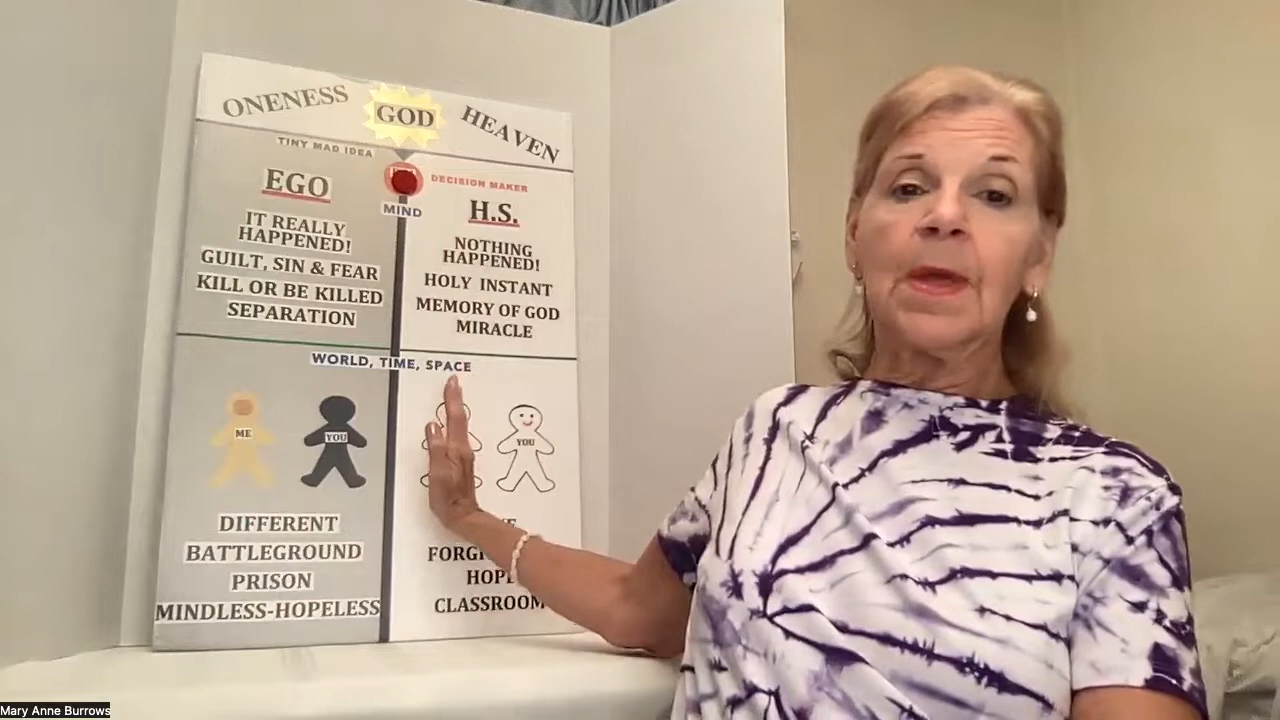 ONENESS GOD HEAVEN
TINY MAD IDEA
DECISION MAKER
MIND
EGO
IT REALLY
HAPPENED!
GUILT, SIN & FEAR
KILL OR BE KILLED
SEPARATION
H.S.
NOTHING
HAPPENED!
HOLY INSTANT
MEMORY OF GOD
MIRACLE
WORLD, TIME, SPACE
ME
YOU
YOU
DIFFERENT
BATTLEGROUND
PRISON
MINDLESS-HOPELESS
CLASSROOM
Mary Anne Burrows